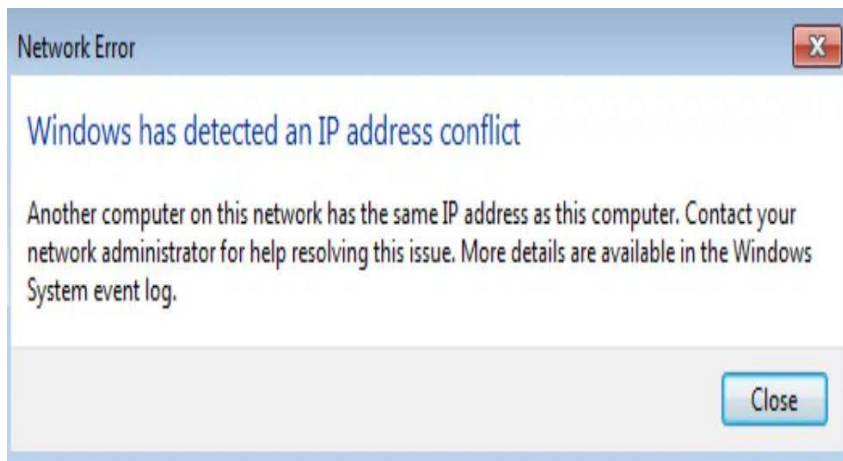 Network Error
Windows has detected an IP address conflict
Another computer on this network has the same IP address as this computer. Contact your
network administrator for help resolving this issue. More details are available in the Windows
System event log.
Close